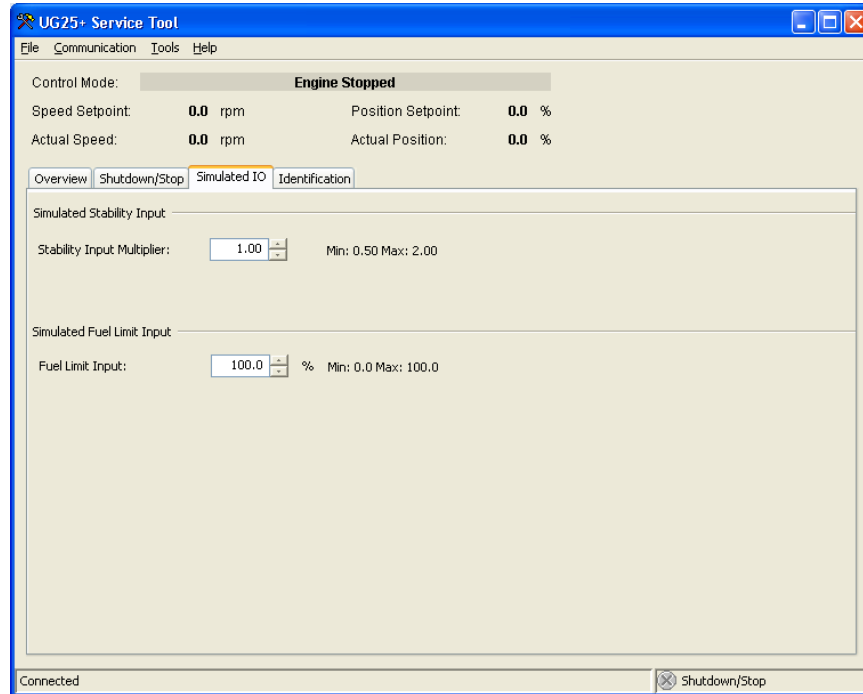 UG25+ Service Tool
File Communication Tools Help
Control Mode: Engine Stopped
Speed Setpoint: 0.0 rpm Position Setpoint: 0.0 %
Actual Speed: 0.0 rpm Actual Position: 0.0 %
Overview Shutdown/Stop Simulated IO Identification
Simulated Stability Input
Stability Input Multiplier: 1.00 Min: 0.50 Max: 2.00
Simulated Fuel Limit Input
Fuel Limit Input: 100.0 % Min: 0.0 Max: 100.0
Connected Shutdown/Stop